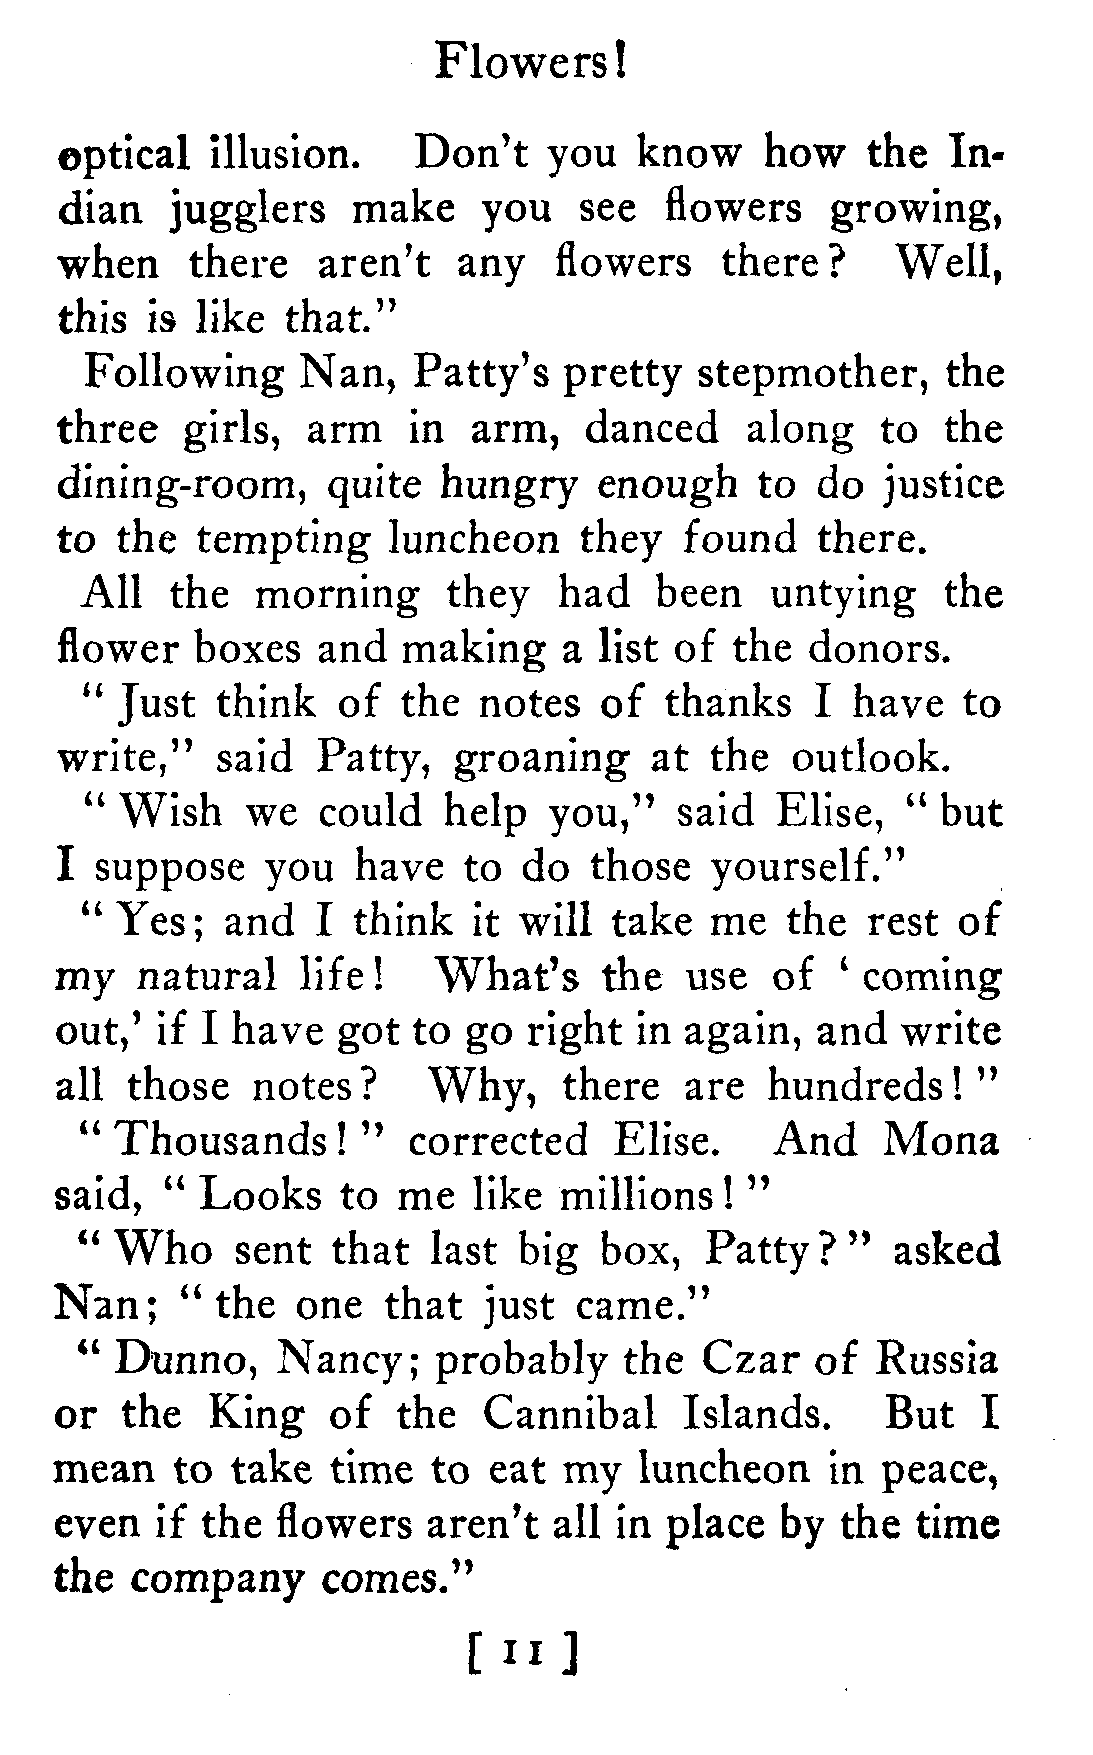 Flowers!
optical illusion. Don't you know how the In-
dian jugglers make you see flowers growing,
when there aren't any flowers there? Well,
this is like that."
Following Nan, Patty's pretty stepmother, the
three girls, arm in arm, danced along to the
dining-room, quite hungry enough to do justice
to the tempting luncheon they found there.
All the morning they had been untying the
flower boxes and making a list of the donors.
"Just think of the notes of thanks I have to
write," said Patty, groaning at the outlook.
"Wish we could help you," said Elise, "but
I suppose you have to do those yourself."
"Yes; and I think it will take me the rest of
my natural life! What's the use of 'coming
out,' if I have got to go right in again, and write
all those notes? Why, there are hundreds!"
"Thousands!" corrected Elise. And Mona
said, "Looks to me like millions!"
"Who sent that last big box, Patty?" asked
Nan; "the one that just came."
"Dunno, Nancy; probably the Czar of Russia
or the King of the Cannibal Islands. But I
mean to take time to eat my luncheon in peace,
even if the flowers aren't all in place by the time
the company comes."
[ 11 ]